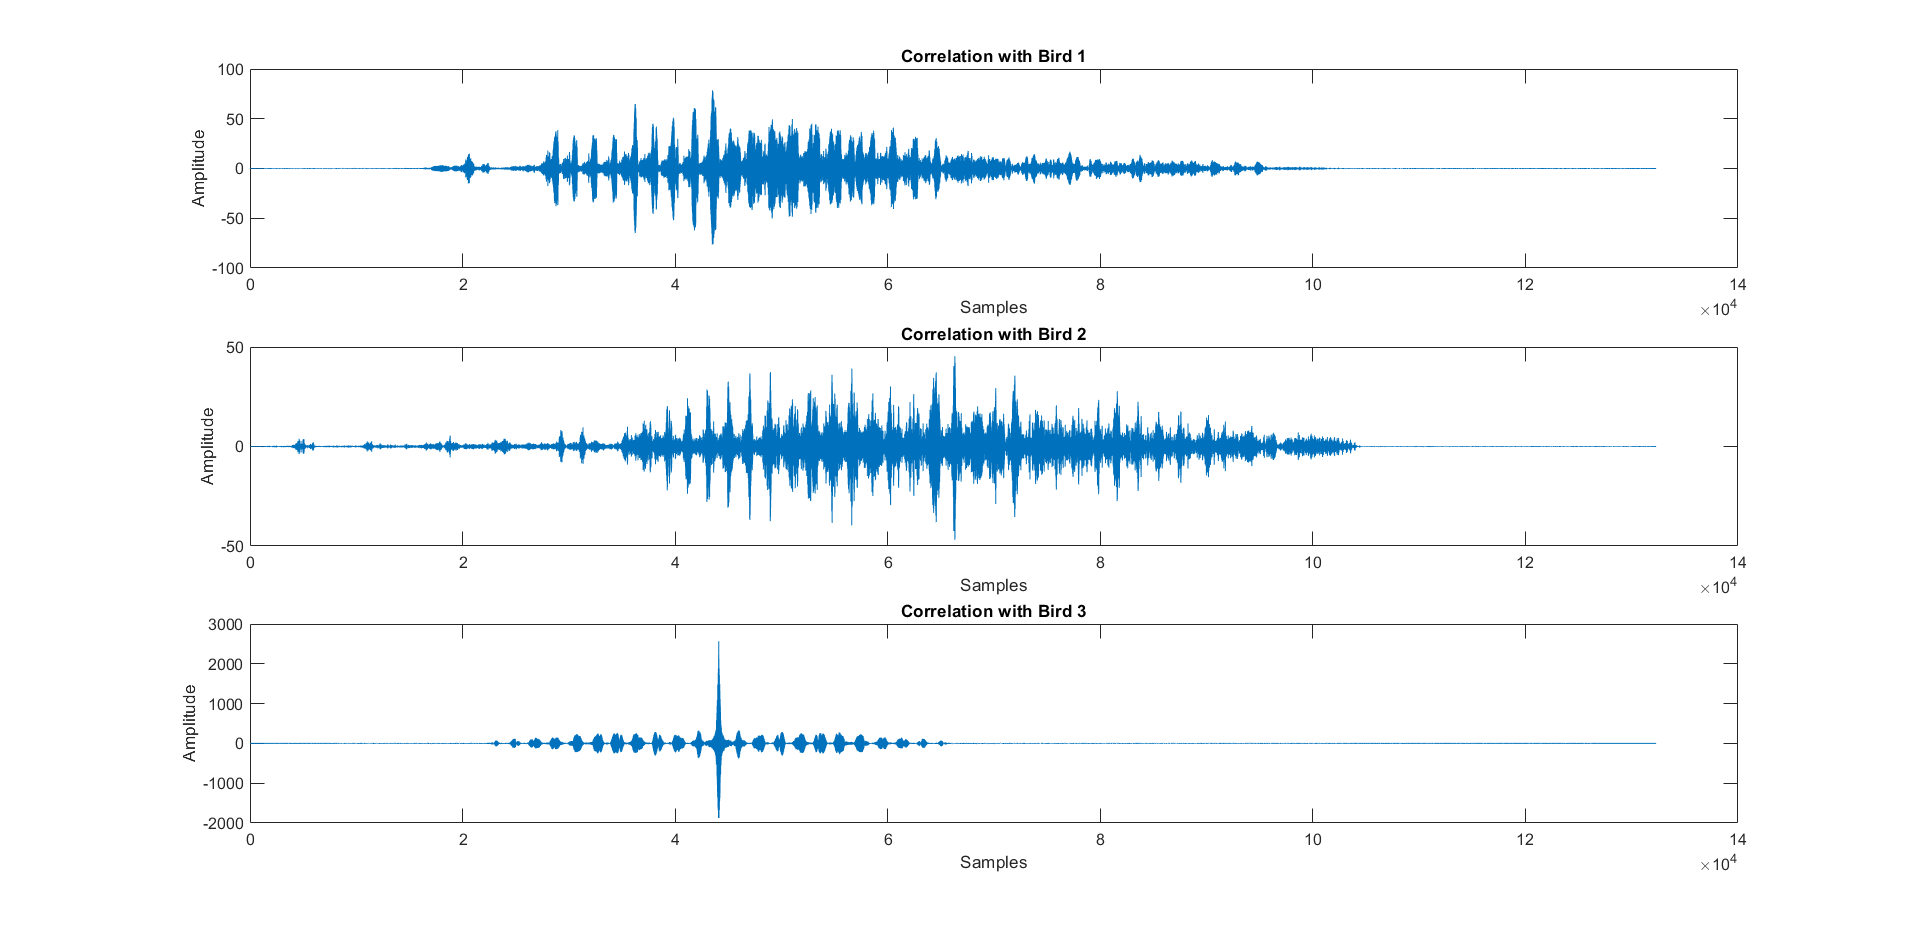 Correlation with Bird 1
100
50
0
-50
-100
Amplitude
0 2 4 6 8 10 12 14
Samples
×10^4
Correlation with Bird 2
50
0
-50
Amplitude
0 2 4 6 8 10 12 14
Samples
×10^4
Correlation with Bird 3
3000
2000
1000
0
-1000
-2000
Amplitude
0 2 4 6 8 10 12 14
Samples
×10^4